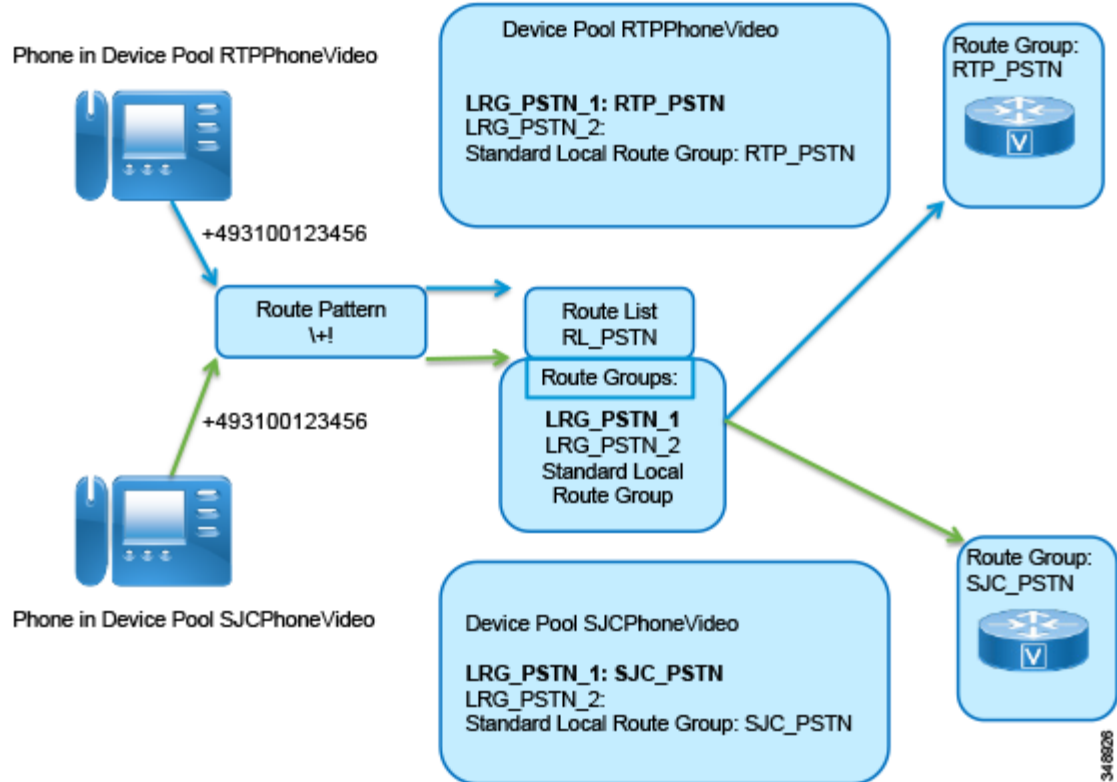 Phone in Device Pool RTPPhoneVideo
Device Pool RTPPhoneVideo
LRG_PSTN_1: RTP_PSTN
LRG_PSTN_2:
Standard Local Route Group: RTP_PSTN
Route Group:
RTP_PSTN
V
+493100123456
Route Pattern
\+!
Route List
RL_PSTN
Route Groups:
LRG_PSTN_1
LRG_PSTN_2
Standard Local
Route Group
+493100123456
Phone in Device Pool SJCPhoneVideo
Device Pool SJCPhoneVideo
LRG_PSTN_1: SJC_PSTN
LRG_PSTN_2:
Standard Local Route Group: SJC_PSTN
Route Group:
SJC_PSTN
V
348926